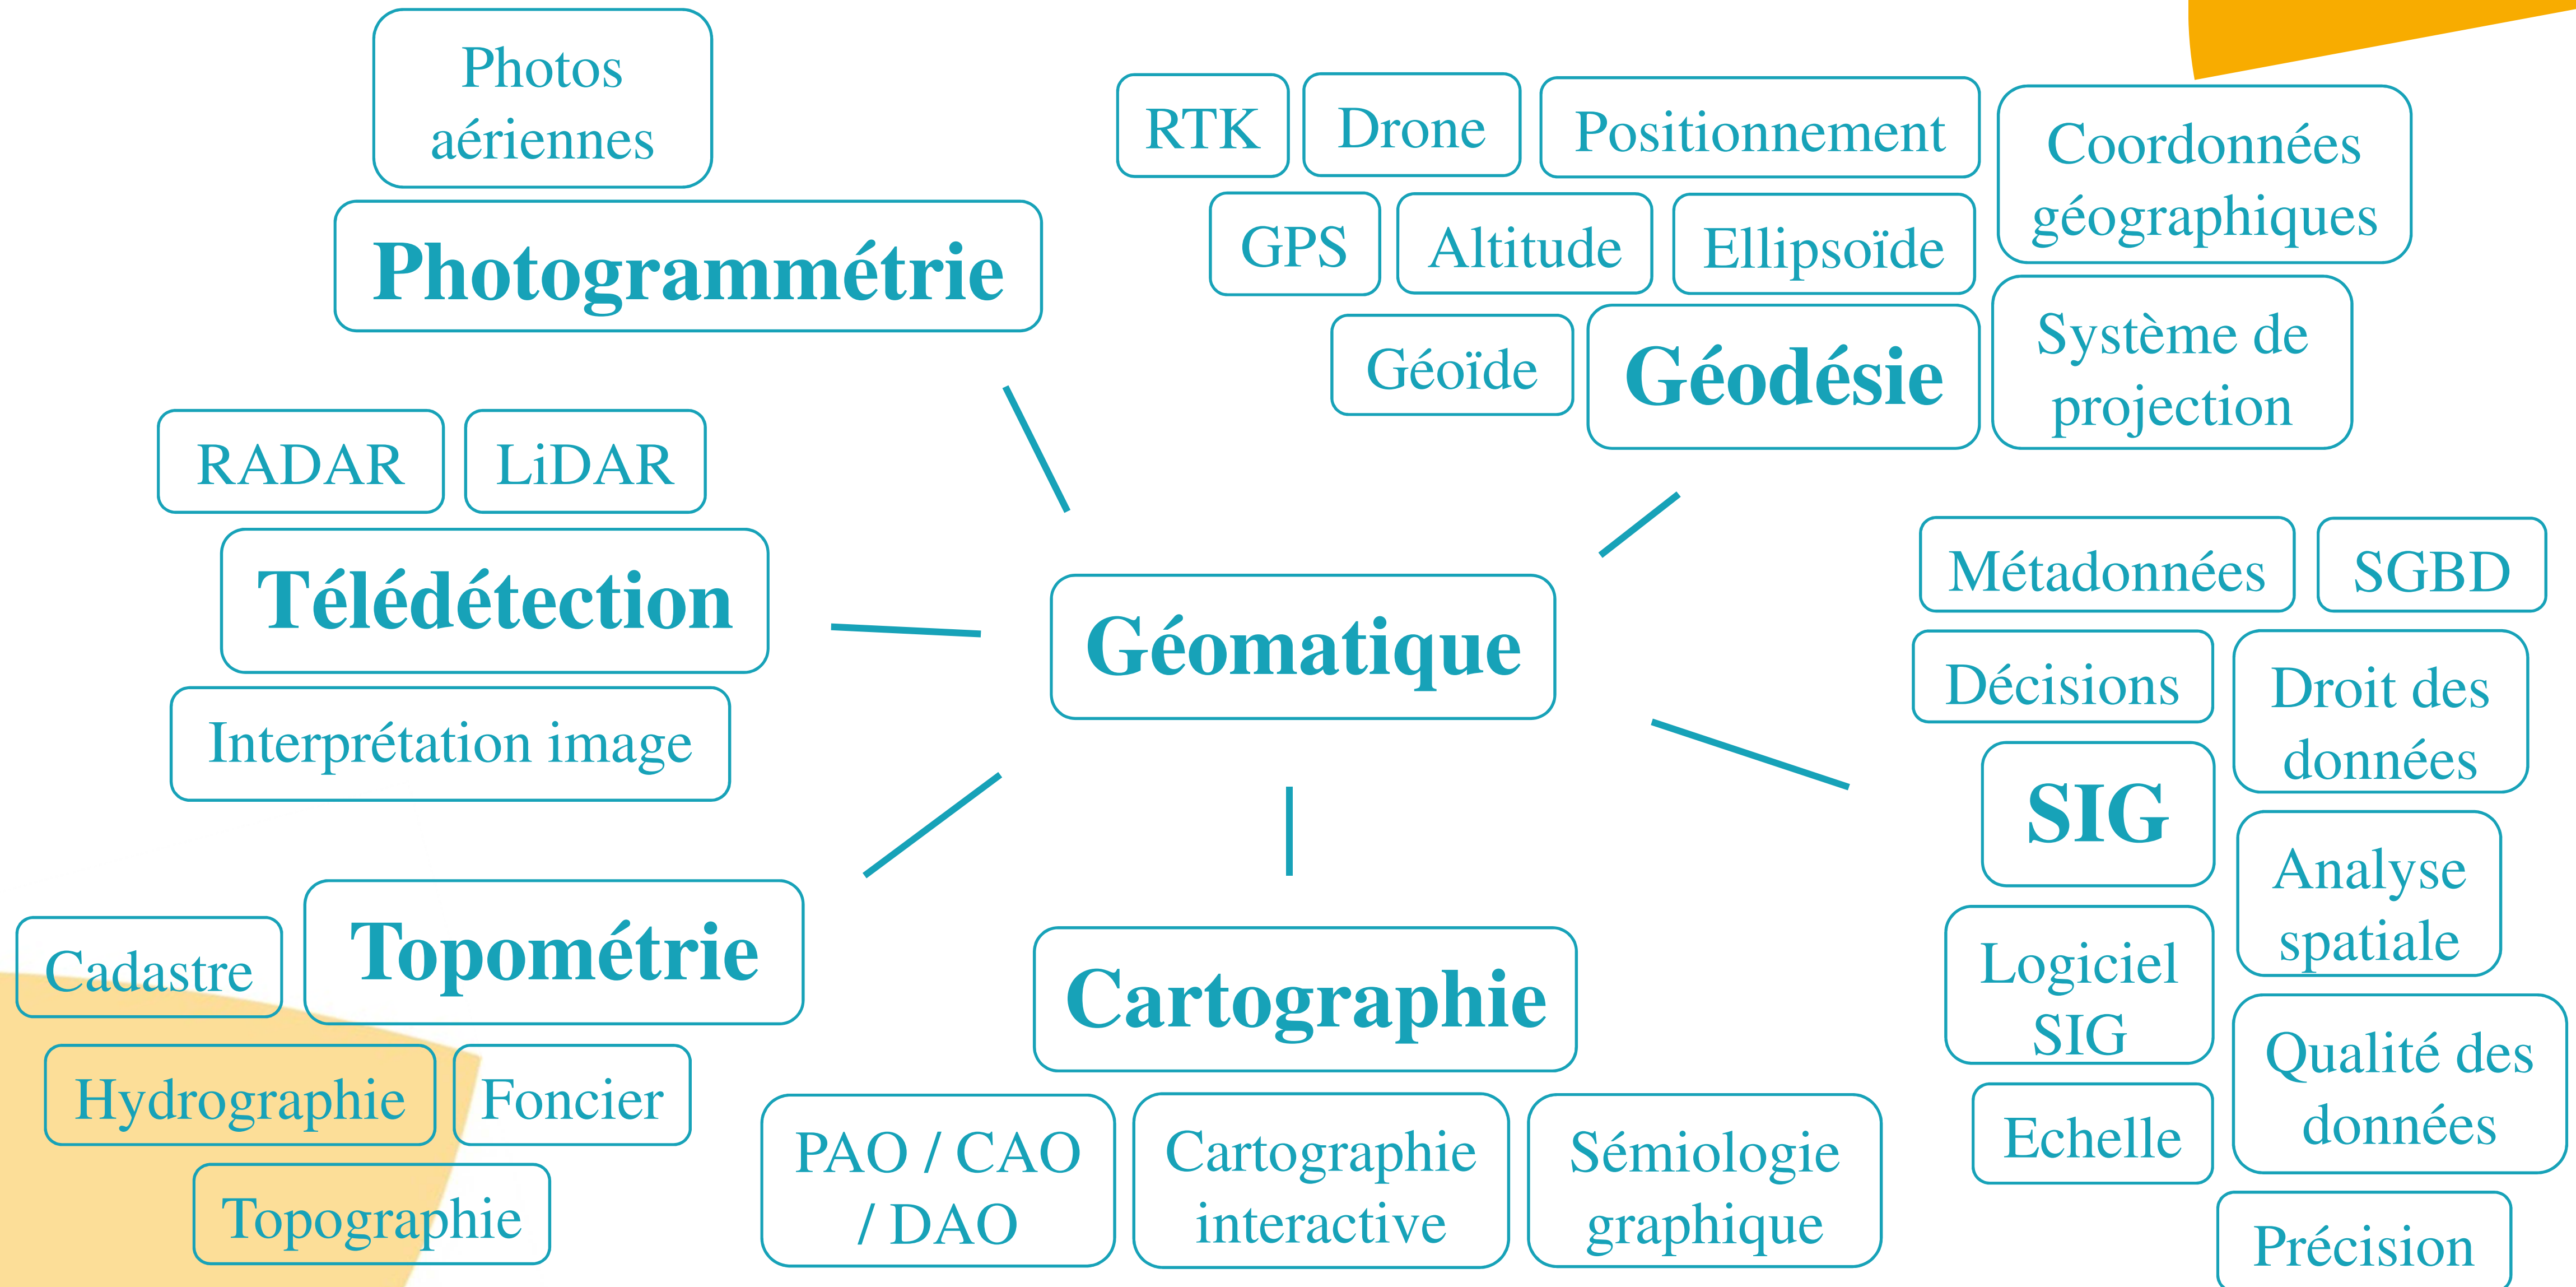 Photos
aériennes
Photogrammétrie
RTK
Drone
Positionnement
Coordonnées
géographiques
GPS
Altitude
Ellipsoïde
Géoïde
Géodésie
Système de
projection
RADAR
LiDAR
Télédétection
Interprétation image
Géomatique
Métadonnées
SGBD
Décisions
Droit des
données
SIG
Analyse
spatiale
Logiciel
SIG
Qualité des
données
Echelle
Précision
Cadastre
Topométrie
Hydrographie
Foncier
Topographie
Cartographie
PAO / CAO
/ DAO
Cartographie
interactive
Sémiologie
graphique